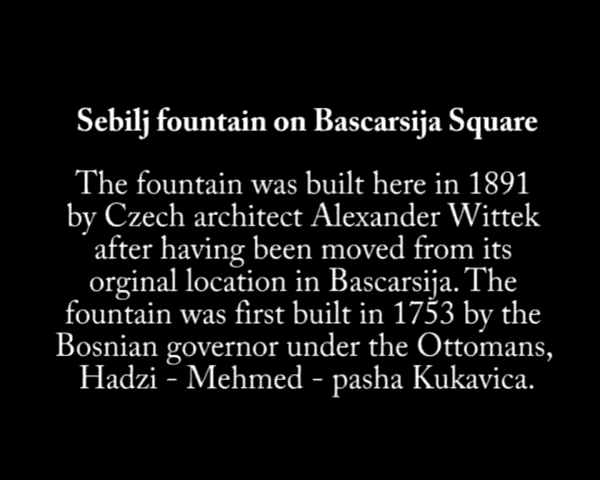 Sebilj fountain on Bascarsija Square
The fountain was built here in 1891
by Czech architect Alexander Wittek
after having been moved from its
orginal location in Bascarsija. The
fountain was first built in 1753 by the
Bosnian governor under the Ottomans,
Hadzi - Mehmed - pasha Kukavica.